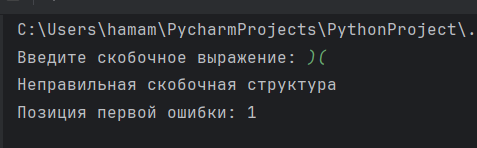 C:\Users\hamam\PycharmProjects\PythonProject\.
Введите скобочное выражение: )(
Неправильная скобочная структура
Позиция первой ошибки: 1